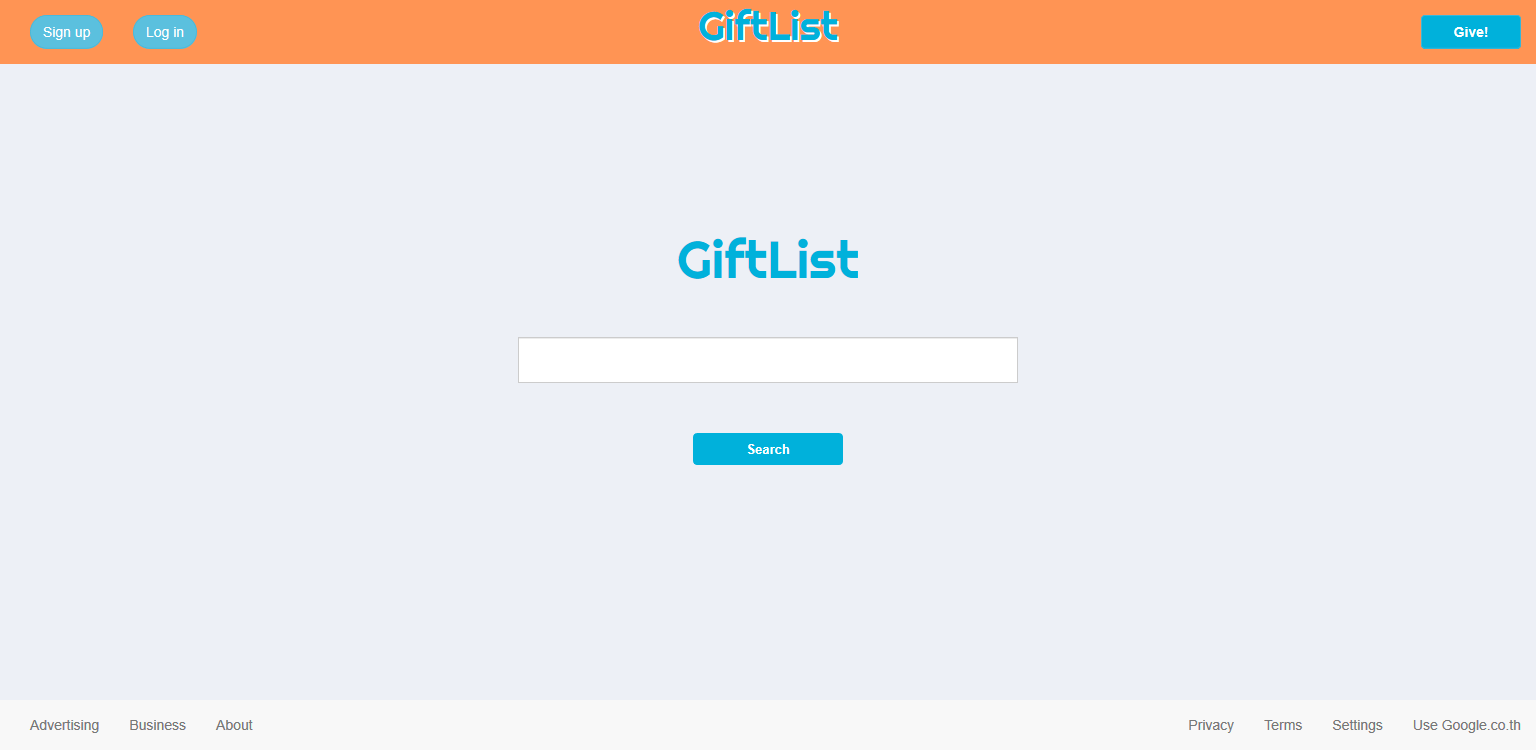 Sign up Log in GiftList Give!
GiftList
Search
Advertising Business About Privacy Terms Settings Use Google.co.th